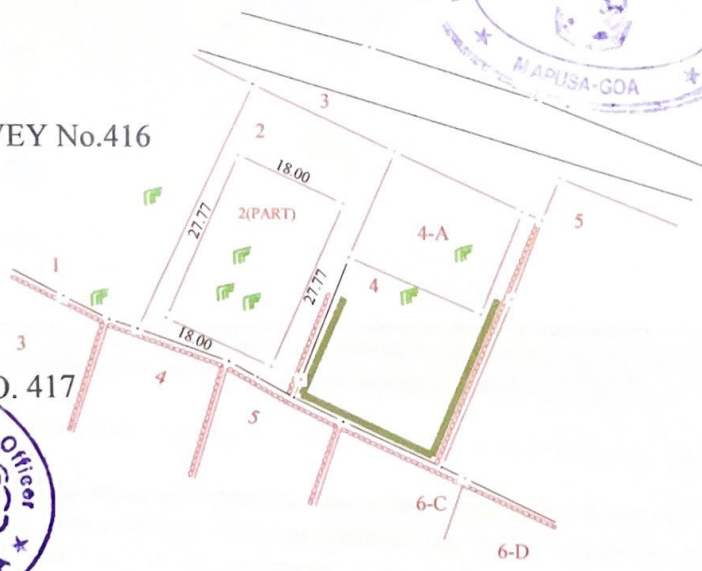 MAPUSA-GOA
3
VEY No.416
2
18.00
2(PART)
27.77
4-A
5
1
4
27.77
3
18.00
4
O. 417
5
Officer
6-C
6-D